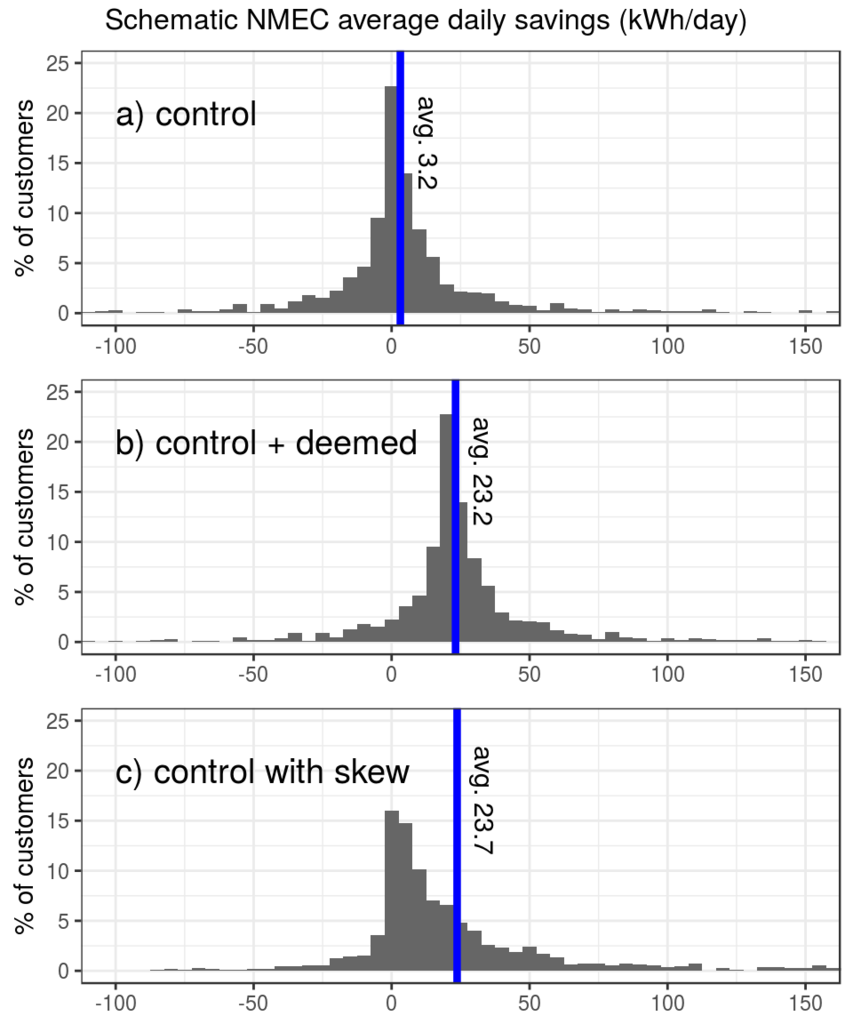 Schematic NMEC average daily savings (kWh/day)
% of customers
25
20
15
10
5
0
a) control
avg. 3.2
-100 -50 0 50 100 150
% of customers
25
20
15
10
5
0
b) control + deemed
avg. 23.2
-100 -50 0 50 100 150
% of customers
25
20
15
10
5
0
c) control with skew
avg. 23.7
-100 -50 0 50 100 150